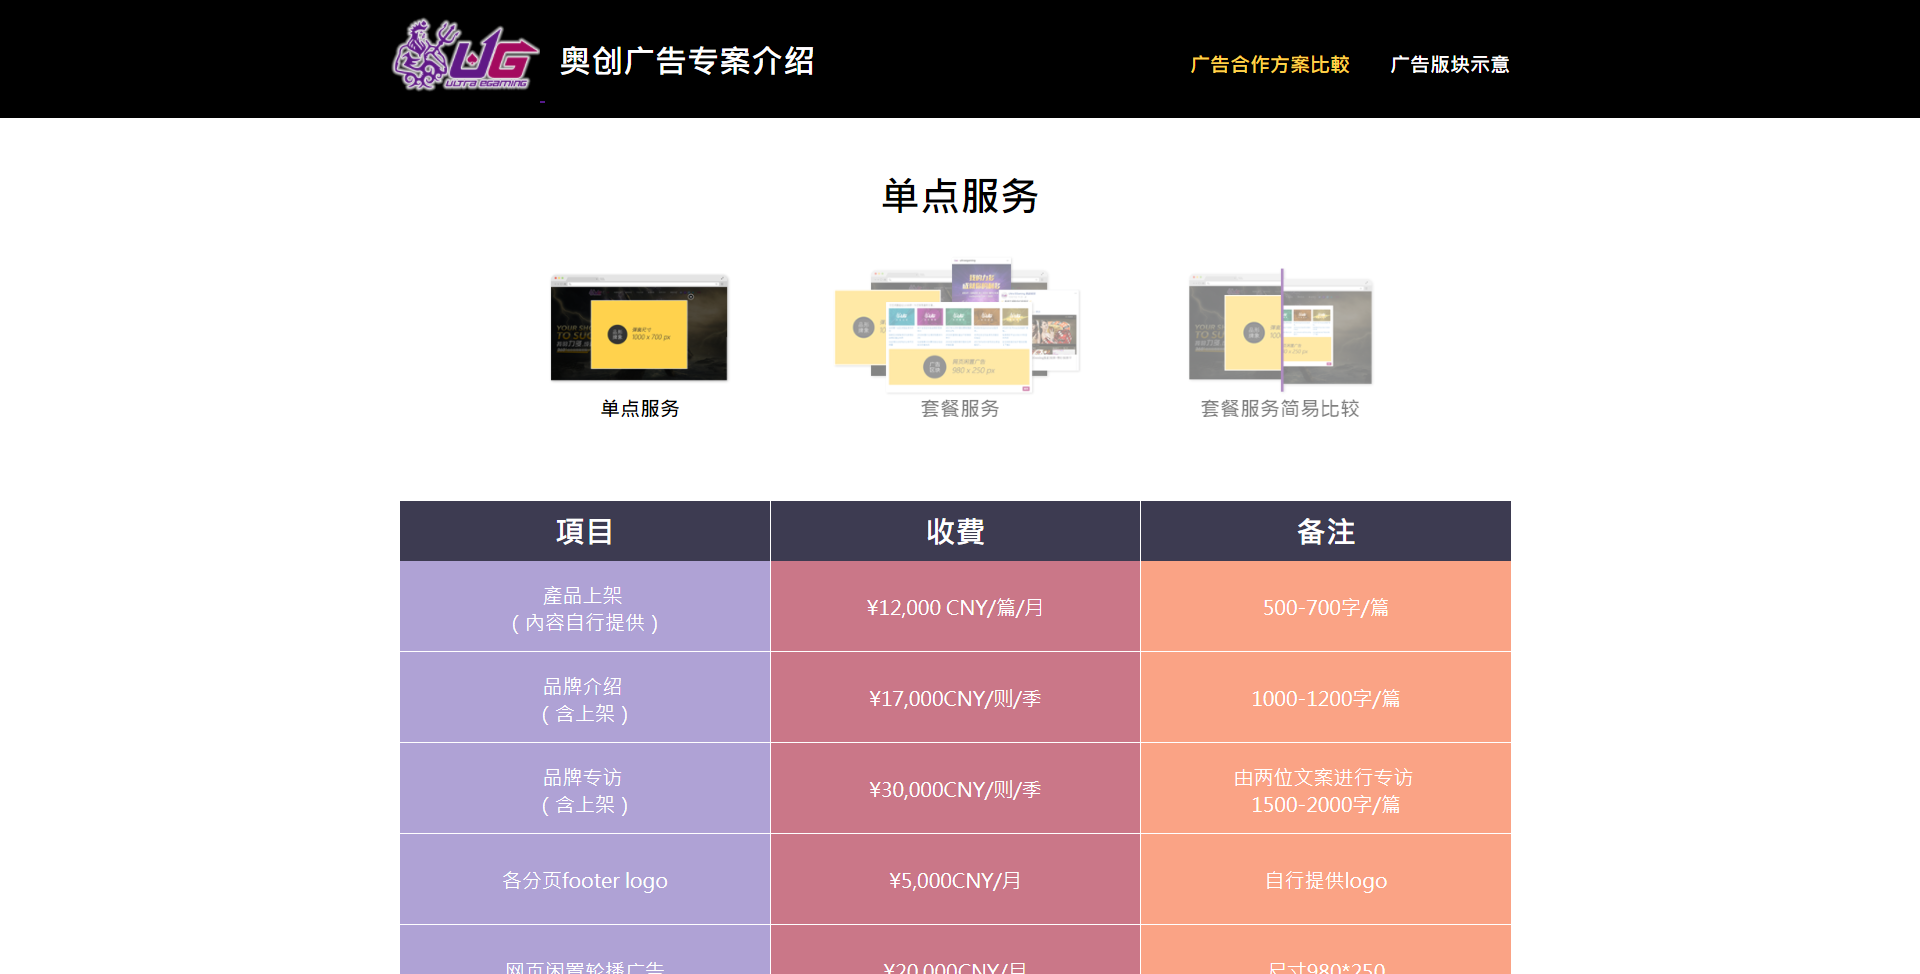 UG
ULTRA EGAMING
奥创广告专案介绍
广告合作方案比較
广告版块示意
单点服务
1000 x 700 px
980 x 250 px
单点服务
套餐服务
套餐服务简易比较
項目
收費
备注
產品上架
( 內容自行提供 )
¥12,000 CNY/篇/月
500-700字/篇
品牌介绍
( 含上架 )
¥17,000CNY/则/季
1000-1200字/篇
品牌专访
( 含上架 )
¥30,000CNY/则/季
由两位文案进行专访
1500-2000字/篇
各分页footer logo
¥5,000CNY/月
自行提供logo
网页闲置轮播广告
¥20,000CNY/月
尺寸980*250